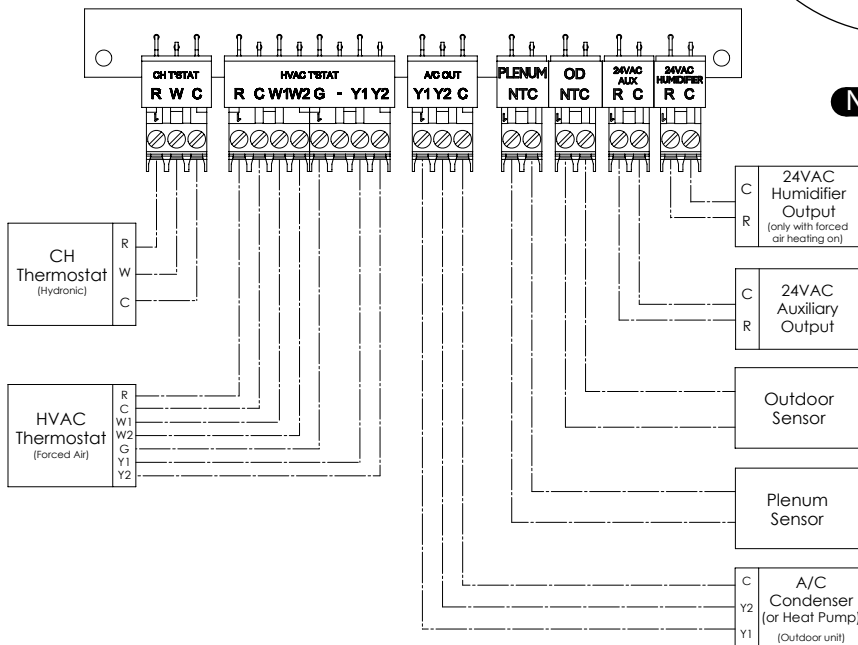 CH T'STAT
R W C
HVAC T'STAT
R C W1 W2 G - Y1 Y2
A/C OUT
Y1 Y2 C
PLENUM
NTC
OD
NTC
24VAC
AUX
R C
24VAC
HUMIDIFIER
R C
N
CH
Thermostat
(Hydronic)
R
W
C
HVAC
Thermostat
(Forced Air)
R
C
W1
W2
G
Y1
Y2
C
R
24VAC
Humidifier
Output
(only with forced
air heating on)
C
R
24VAC
Auxiliary
Output
Outdoor
Sensor
Plenum
Sensor
C
Y2
Y1
A/C
Condenser
(or Heat Pump)
(Outdoor unit)